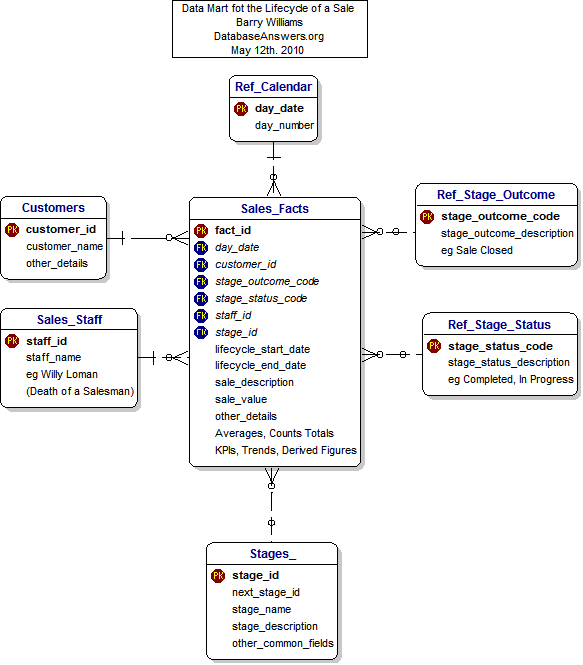 Data Mart fot the Lifecycle of a Sale
Barry Williams
DatabaseAnswers.org
May 12th. 2010
Ref_Calendar
PK day_date
day_number
Customers
PK customer_id
customer_name
other_details
Sales_Facts
PK fact_id
FK day_date
FK customer_id
FK stage_outcome_code
FK stage_status_code
FK staff_id
FK stage_id
lifecycle_start_date
lifecycle_end_date
sale_description
sale_value
other_details
Averages, Counts Totals
KPIs, Trends, Derived Figures
Ref_Stage_Outcome
PK stage_outcome_code
stage_outcome_description
eg Sale Closed
Sales_Staff
PK staff_id
staff_name
eg Willy Loman
(Death of a Salesman)
Ref_Stage_Status
PK stage_status_code
stage_status_description
eg Completed, In Progress
Stages_
PK stage_id
next_stage_id
stage_name
stage_description
other_common_fields